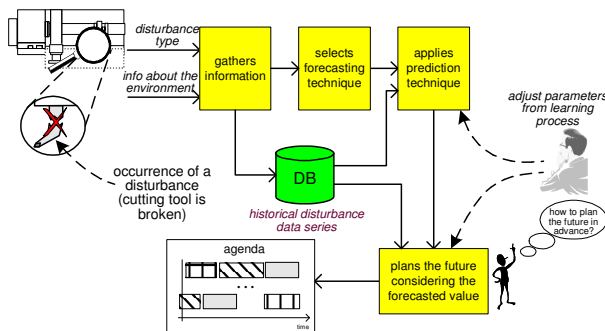 disturbance
type
info about the
environment
gathers
information
selects
forecasting
technique
applies
prediction
technique
adjust parameters
from learning
process
occurrence of a
disturbance
(cutting tool is
broken)
DB
historical disturbance
data series
how to plan
the future in
advance?
agenda
...
time
plans the future
considering the
forecasted value